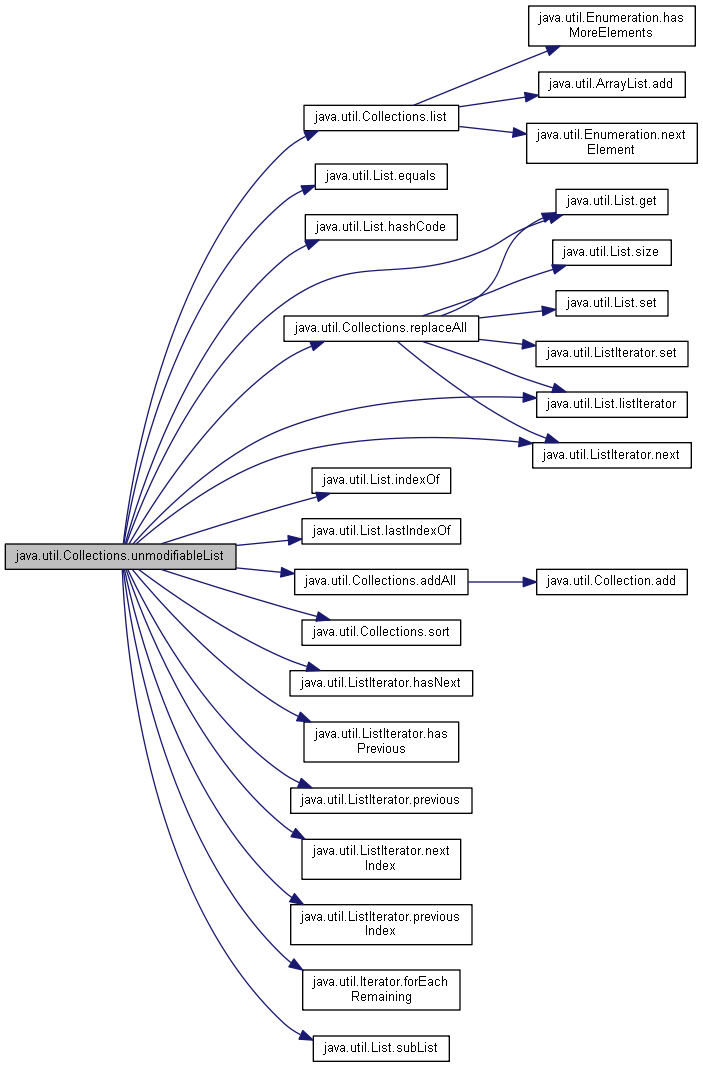 java.util.Enumeration.has
MoreElements
java.util.ArrayList.add
java.util.Collections.list
java.util.Enumeration.next
Element
java.util.List.equals
java.util.List.get
java.util.List.hashCode
java.util.List.size
java.util.List.set
java.util.Collections.replaceAll
java.util.ListIterator.set
java.util.List.listIterator
java.util.ListIterator.next
java.util.List.indexOf
java.util.List.lastIndexOf
java.util.Collections.unmodifiableList
java.util.Collections.addAll
java.util.Collection.add
java.util.Collections.sort
java.util.ListIterator.hasNext
java.util.ListIterator.has
Previous
java.util.ListIterator.previous
java.util.ListIterator.next
Index
java.util.ListIterator.previous
Index
java.util.Iterator.forEach
Remaining
java.util.List.subList